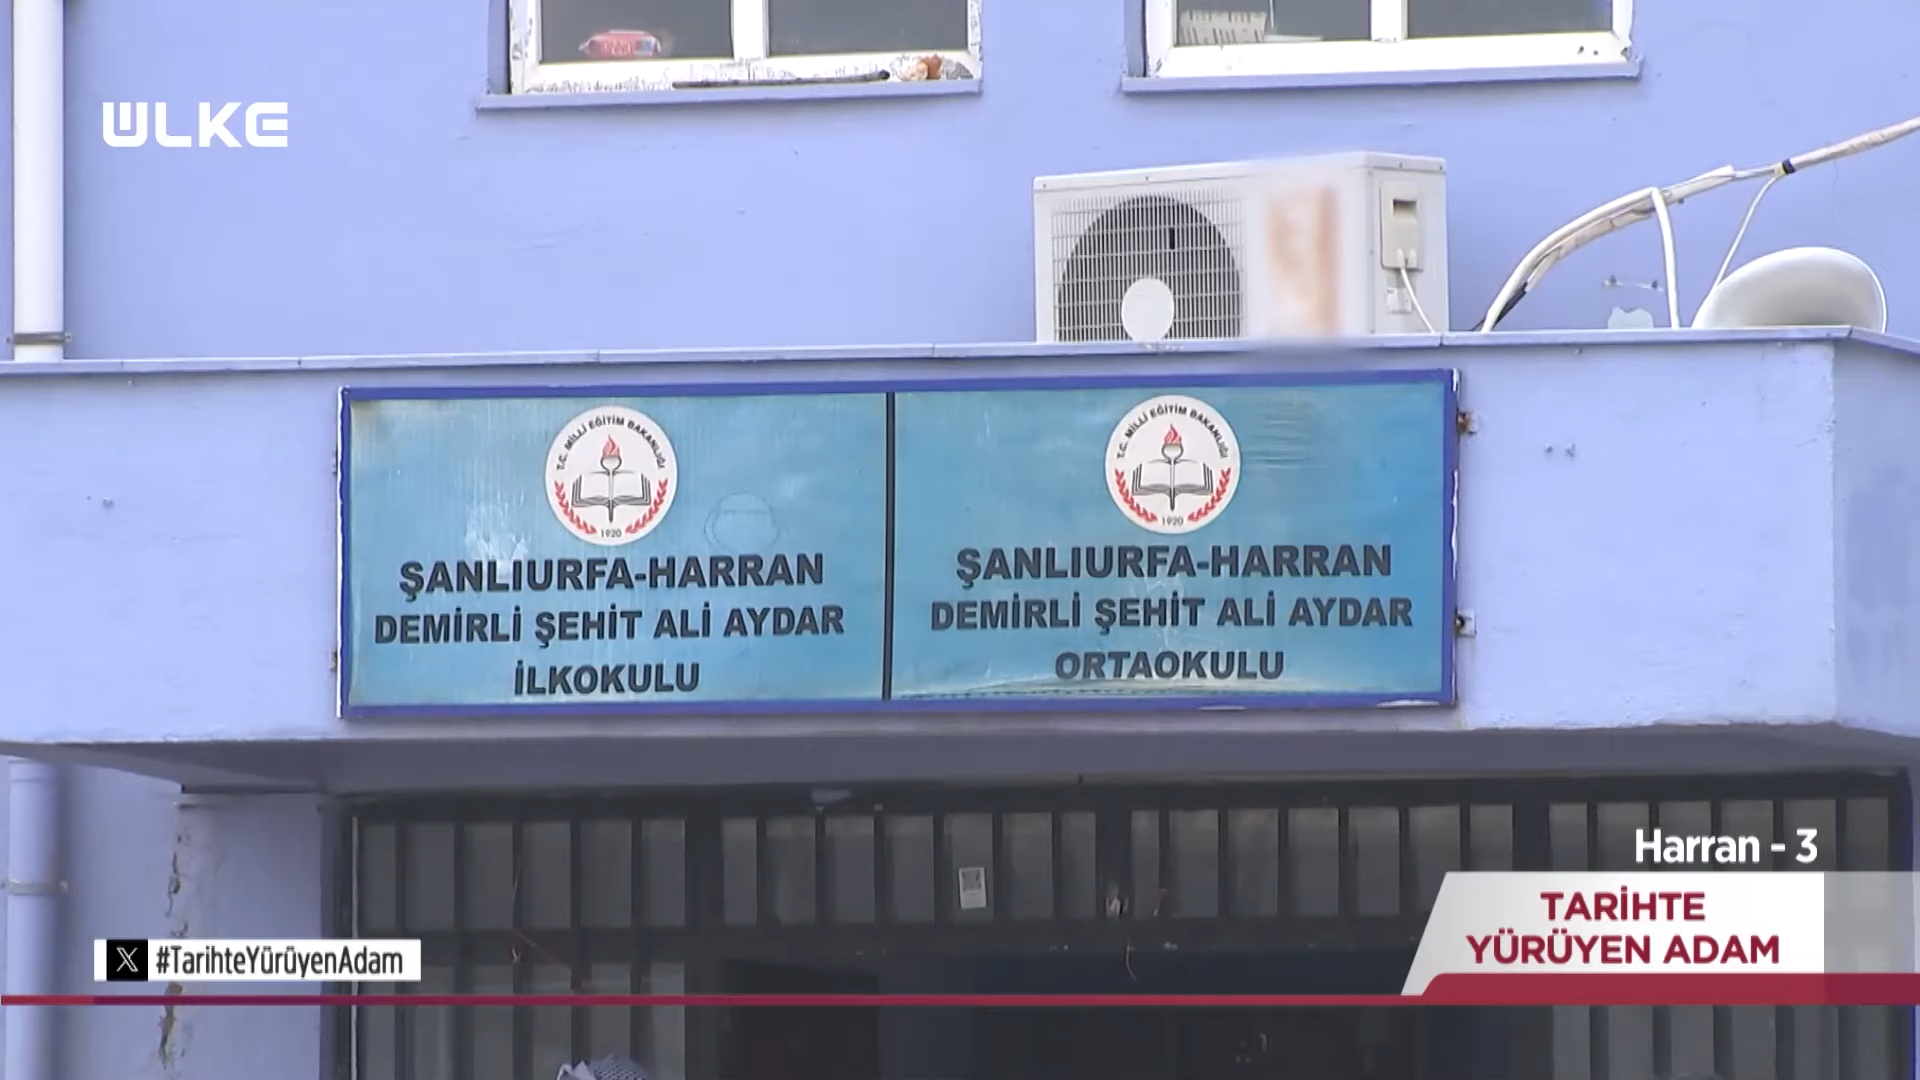 ULKE
T.C. MİLLİ EĞİTİM BAKANLIĞI
1920
ŞANLIURFA-HARRAN
DEMİRLİ ŞEHİT ALİ AYDAR
İLKOKULU
T.C. MİLLİ EĞİTİM BAKANLIĞI
1920
ŞANLIURFA-HARRAN
DEMİRLİ ŞEHİT ALİ AYDAR
ORTAOKULU
Harran - 3
TARİHTE
YÜRÜYEN ADAM
X #TarihteYürüyenAdam